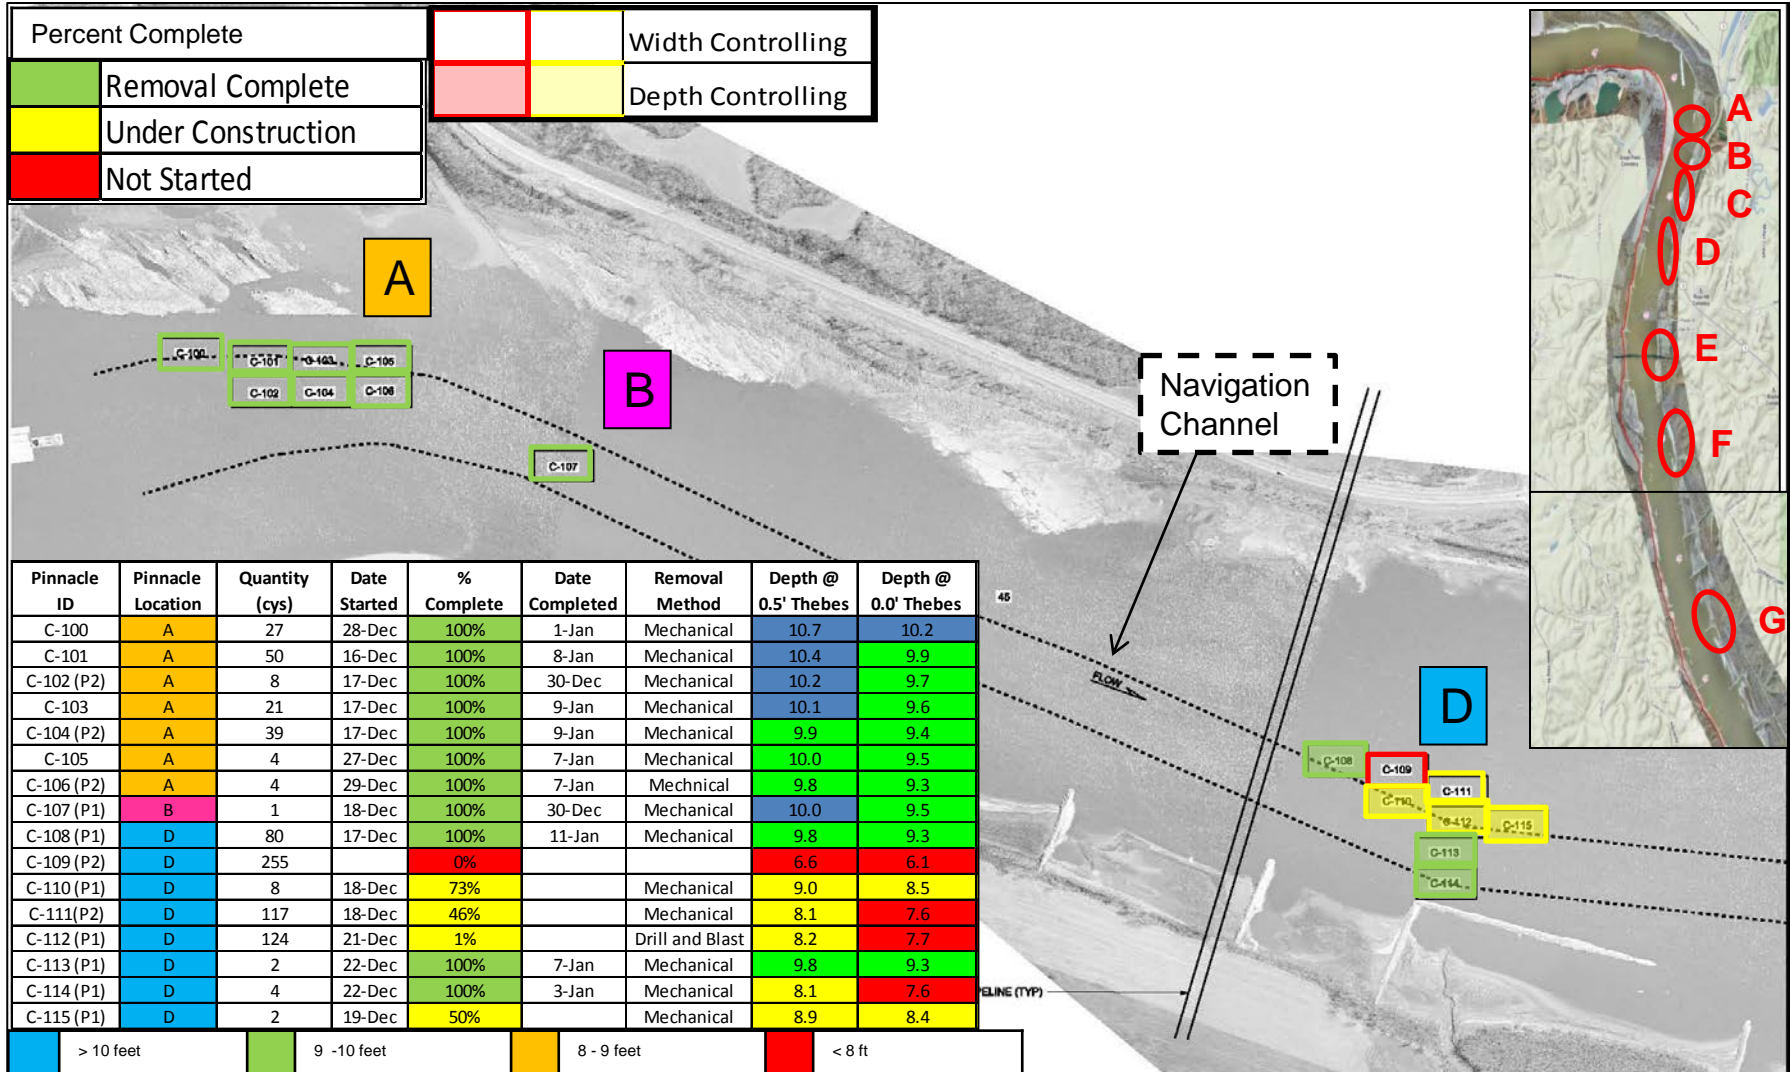 Percent Complete
Removal Complete
Under Construction
Not Started
Width Controlling
Depth Controlling
A
B
C
D
E
F
G
A
B
D
C-100
C-101
C-103
C-105
C-102
C-104
C-106
C-107
Navigation
Channel
45
FLOW
C-108
C-109
C-111
C-110
C-112
C-115
C-113
C-114
PELINE (TYP)
Pinnacle ID Pinnacle Location Quantity (cys) Date Started % Complete Date Completed Removal Method Depth @ 0.5' Thebes Depth @ 0.0' Thebes
C-100 A 27 28-Dec 100% 1-Jan Mechanical 10.7 10.2
C-101 A 50 16-Dec 100% 8-Jan Mechanical 10.4 9.9
C-102 (P2) A 8 17-Dec 100% 30-Dec Mechanical 10.2 9.7
C-103 A 21 17-Dec 100% 9-Jan Mechanical 10.1 9.6
C-104 (P2) A 39 17-Dec 100% 9-Jan Mechanical 9.9 9.4
C-105 A 4 27-Dec 100% 7-Jan Mechanical 10.0 9.5
C-106 (P2) A 4 29-Dec 100% 7-Jan Mechnical 9.8 9.3
C-107 (P1) B 1 18-Dec 100% 30-Dec Mechanical 10.0 9.5
C-108 (P1) D 80 17-Dec 100% 11-Jan Mechanical 9.8 9.3
C-109 (P2) D 255 0% 6.6 6.1
C-110 (P1) D 8 18-Dec 73% Mechanical 9.0 8.5
C-111(P2) D 117 18-Dec 46% Mechanical 8.1 7.6
C-112 (P1) D 124 21-Dec 1% Drill and Blast 8.2 7.7
C-113 (P1) D 2 22-Dec 100% 7-Jan Mechanical 9.8 9.3
C-114 (P1) D 4 22-Dec 100% 3-Jan Mechanical 8.1 7.6
C-115 (P1) D 2 19-Dec 50% Mechanical 8.9 8.4
> 10 feet
9 -10 feet
8 - 9 feet
< 8 ft